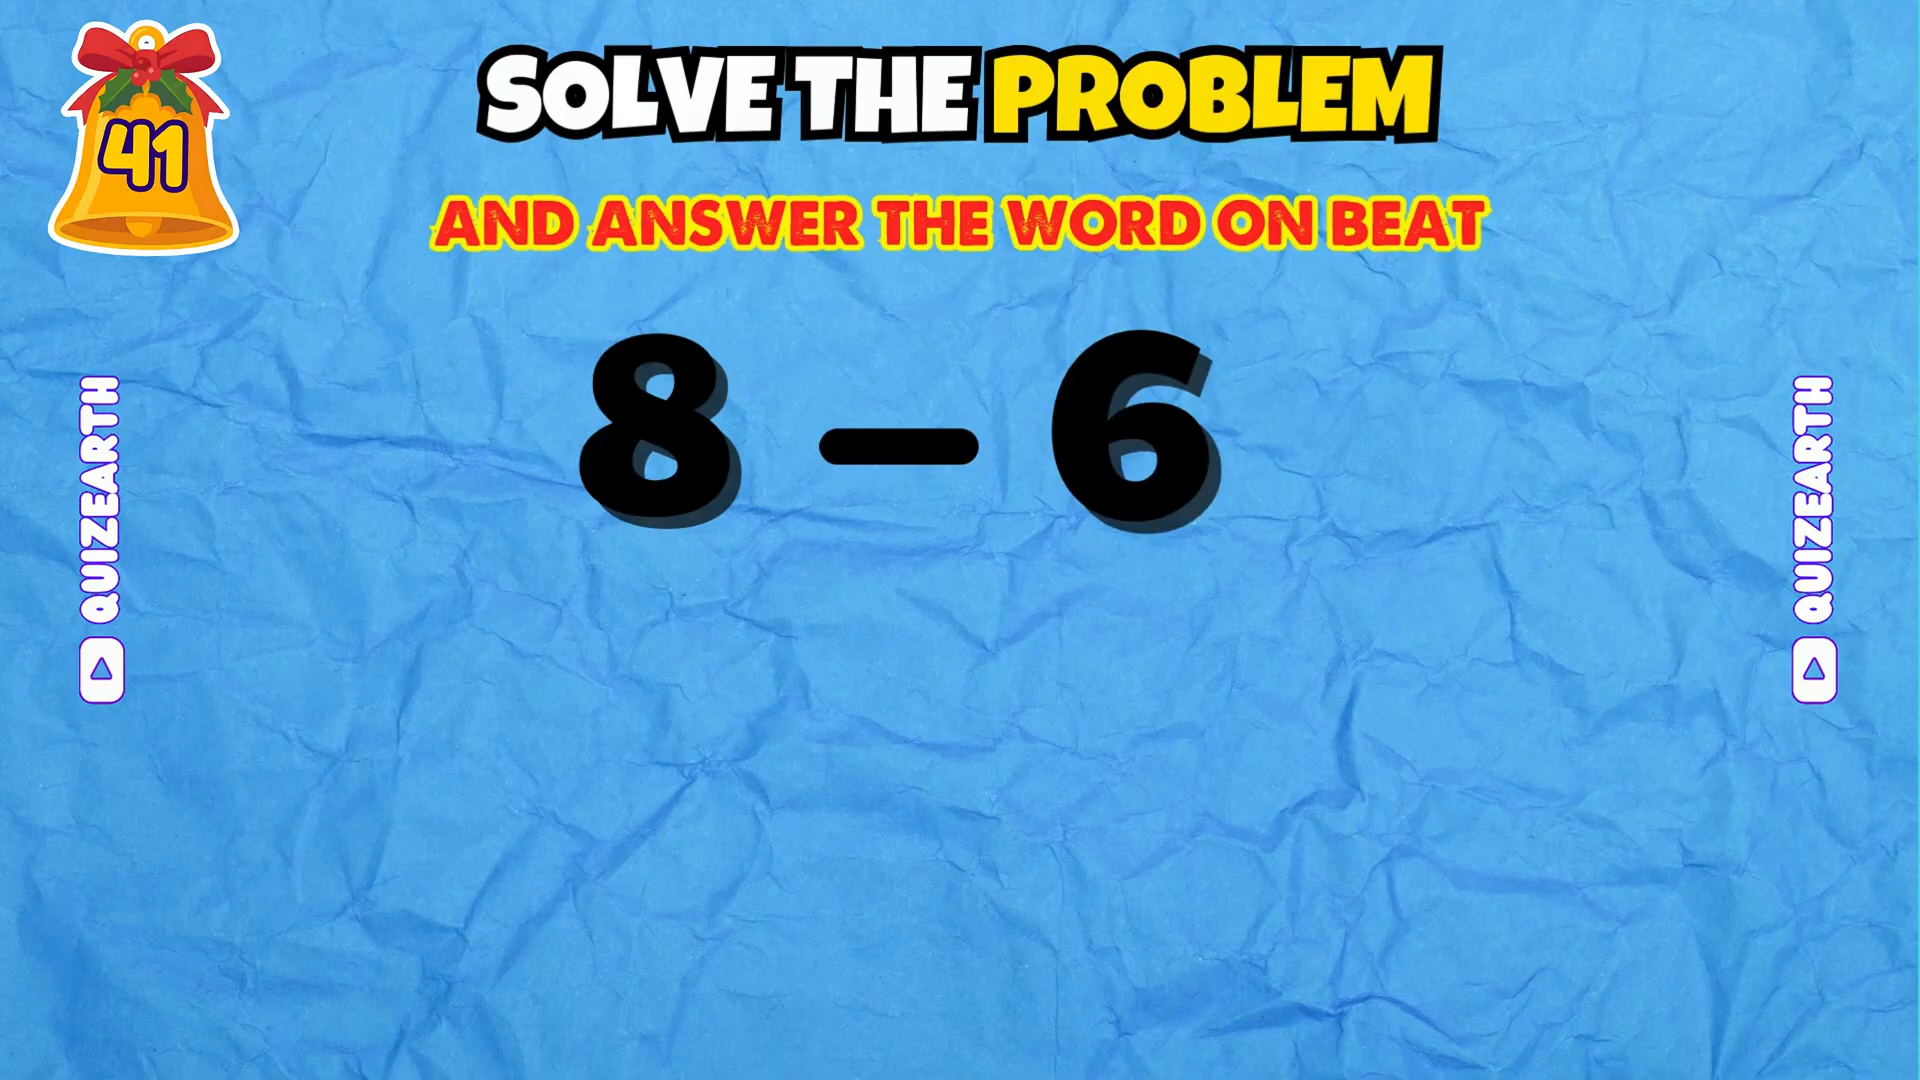 41
SOLVE THE PROBLEM
AND ANSWER THE WORD ON BEAT
8 – 6
QUIZEARTH
QUIZEARTH